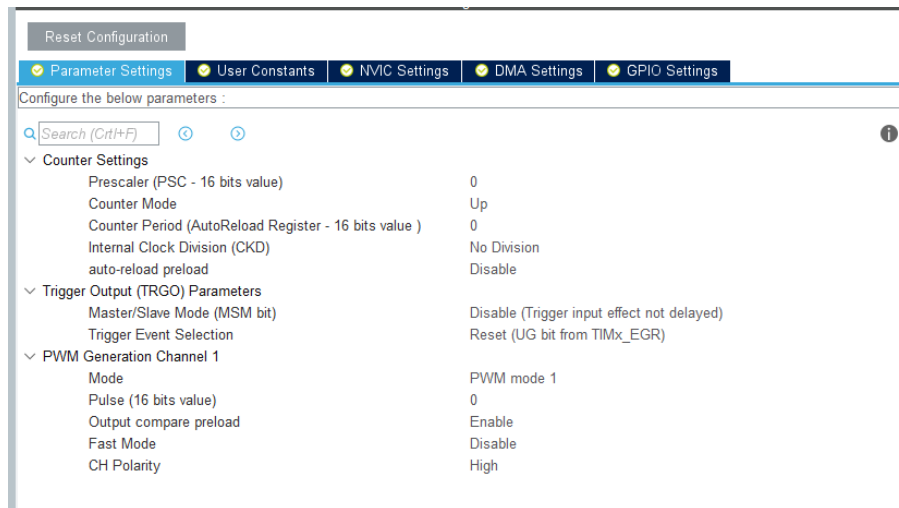 Reset Configuration
Parameter Settings User Constants NVIC Settings DMA Settings GPIO Settings
Configure the below parameters :
Search (Crtl+F)
Counter Settings
Prescaler (PSC - 16 bits value) 0
Counter Mode Up
Counter Period (AutoReload Register - 16 bits value ) 0
Internal Clock Division (CKD) No Division
auto-reload preload Disable
Trigger Output (TRGO) Parameters
Master/Slave Mode (MSM bit) Disable (Trigger input effect not delayed)
Trigger Event Selection Reset (UG bit from TIMx_EGR)
PWM Generation Channel 1
Mode PWM mode 1
Pulse (16 bits value) 0
Output compare preload Enable
Fast Mode Disable
CH Polarity High